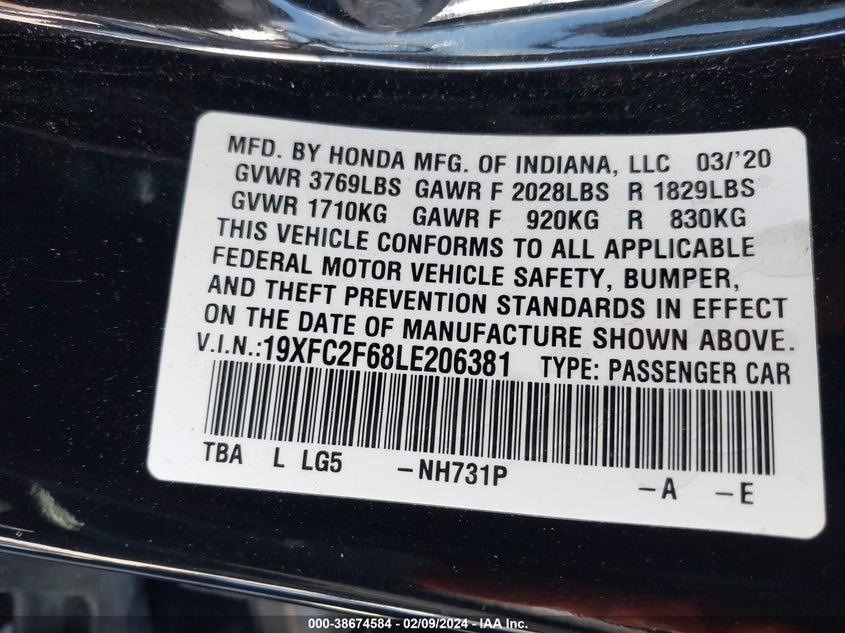 MFD. BY HONDA MFG. OF INDIANA, LLC 03/'20
GVWR 3769LBS GAWR F 2028LBS R 1829LBS
GVWR 1710KG GAWR F 920KG R 830KG
THIS VEHICLE CONFORMS TO ALL APPLICABLE
FEDERAL MOTOR VEHICLE SAFETY, BUMPER,
AND THEFT PREVENTION STANDARDS IN EFFECT
ON THE DATE OF MANUFACTURE SHOWN ABOVE.
V.I.N.:19XFC2F68LE206381 TYPE: PASSENGER CAR
TBA L LG5 -NH731P -A -E
000-38674584 - 02/09/2024 - IAA Inc.